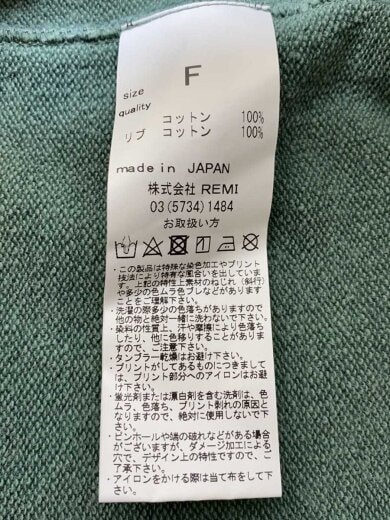 F
size
quality
コットン 100%
リブ コットン 100%
made in JAPAN
株式会社 REMI
03(5734)1484
お取扱い方
・この製品は特殊な染色加工やプリント
技法により特有な風合いを出していま
す。上記の特性上素材のねじれ（斜行）
や多少の色ムラ色ブレなどがあります
ことをご理解下さい。
・洗濯の際多少の色落ちがありますので
他の物と絶対一緒に洗わないで下さい。
・染料の性質上、汗や摩擦により色落ち
したり、他に色移りすることがありま
すので、ご注意下さい。
・タンブラー乾燥はお避け下さい。
・プリントがしてあるものにつきまして
は、プリント部分へのアイロンはお避
け下さい。
・蛍光剤または漂白剤を含む洗剤は、色
ムラ、色落ち、プリント剥れの原因と
なりますので、絶対に使用しないで下
さい。
・ピンホールや端の破れなどがある場合
がございますが、ダメージ加工による
穴で、デザイン上の特性ですので、ご
了承下さい。
・アイロンをかける際は当て布をして下
さい。